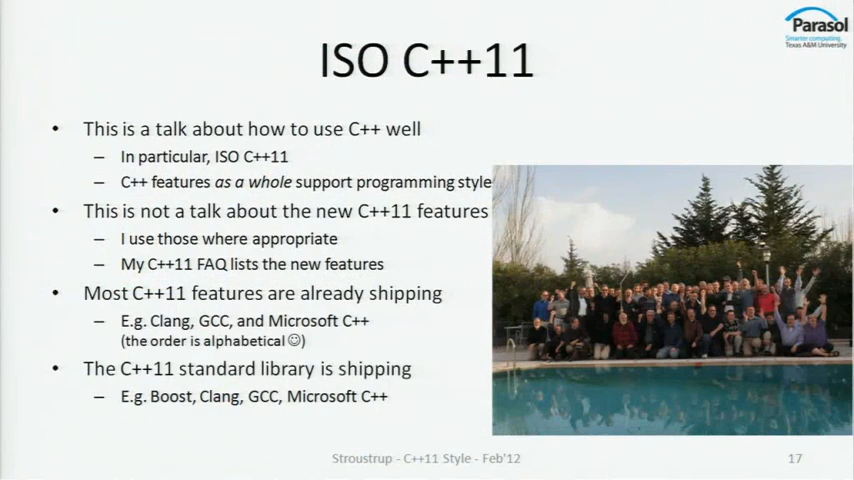 Parasol
Smarter computing.
Texas A&M University
ISO C++11
• This is a talk about how to use C++ well
– In particular, ISO C++11
– C++ features as a whole support programming style
• This is not a talk about the new C++11 features
– I use those where appropriate
– My C++11 FAQ lists the new features
• Most C++11 features are already shipping
– E.g. Clang, GCC, and Microsoft C++
(the order is alphabetical ☺)
• The C++11 standard library is shipping
– E.g. Boost, Clang, GCC, Microsoft C++
Stroustrup - C++11 Style - Feb'12
17